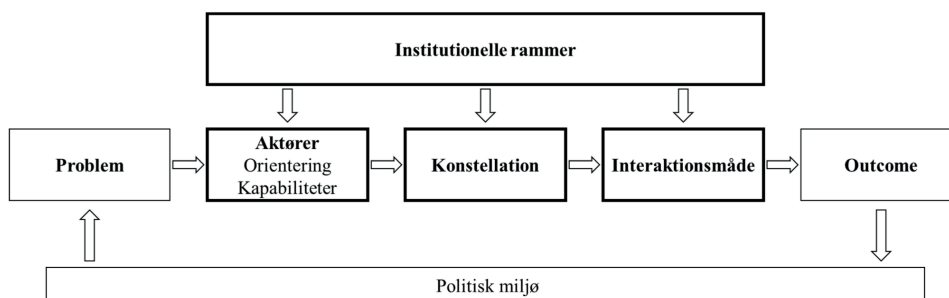 Institutionelle rammer
Problem
Aktører
Orientering
Kapabiliteter
Konstellation
Interaktionsmåde
Outcome
Politisk miljø